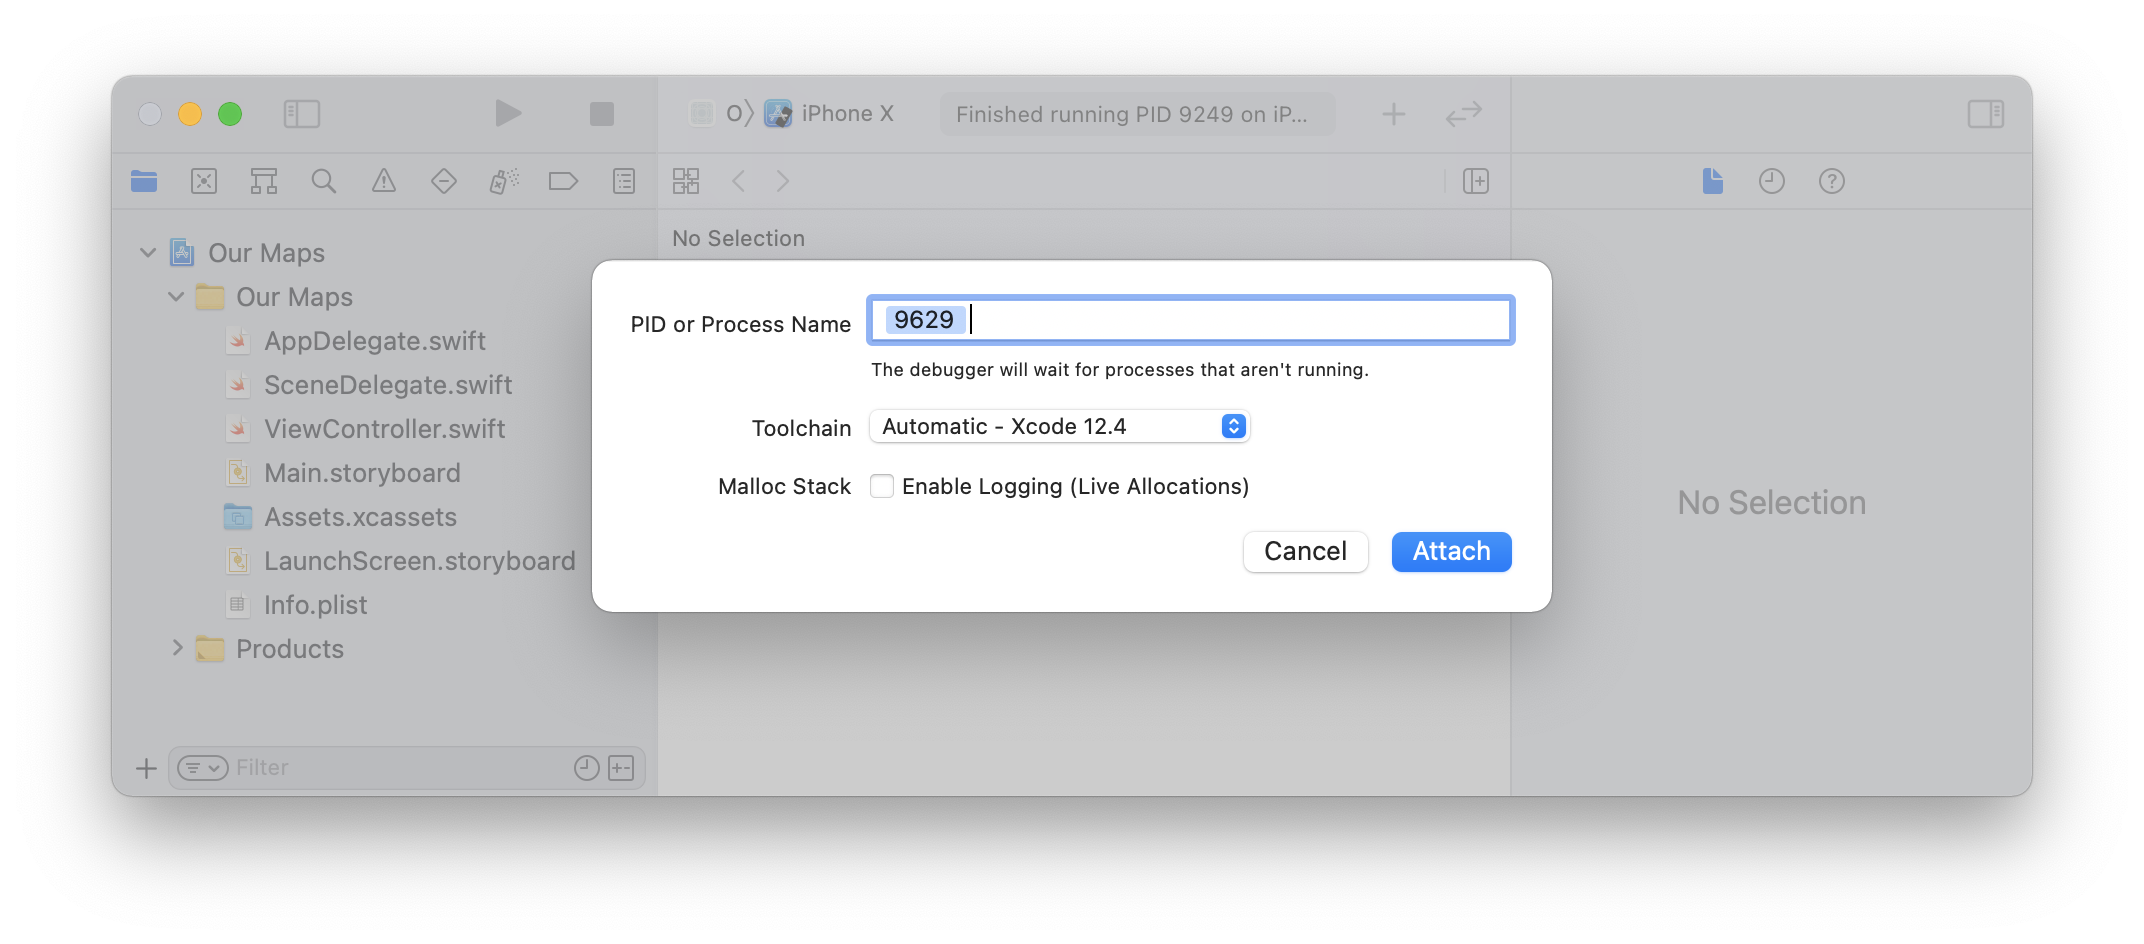 O
iPhone X
Finished running PID 9249 on iP...
Our Maps
Our Maps
AppDelegate.swift
SceneDelegate.swift
ViewController.swift
Main.storyboard
Assets.xcassets
LaunchScreen.storyboard
Info.plist
Products
Filter
No Selection
PID or Process Name 9629
The debugger will wait for processes that aren't running.
Toolchain Automatic - Xcode 12.4
Malloc Stack Enable Logging (Live Allocations)
Cancel Attach
No Selection